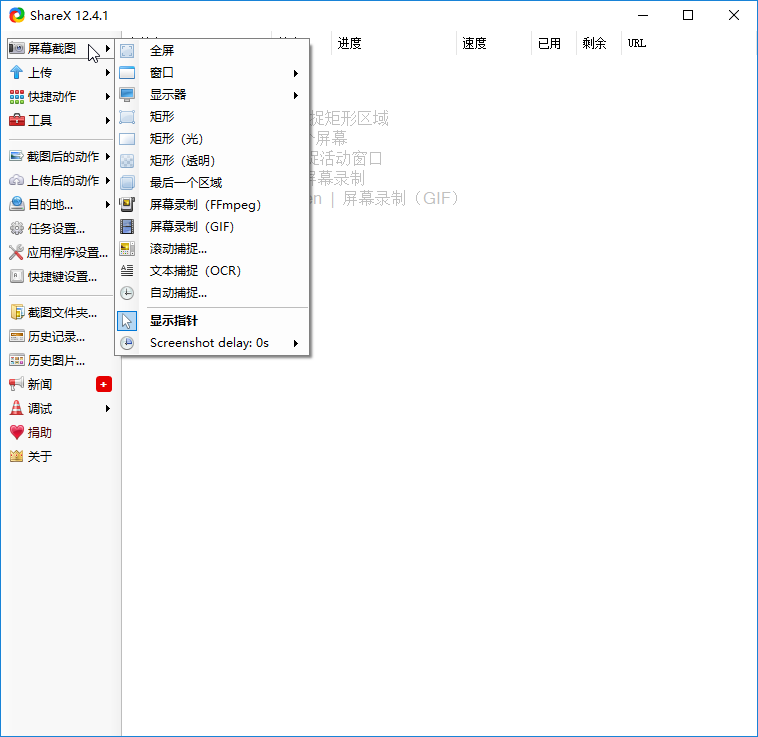 ShareX 12.4.1
屏幕截图
上传
快捷动作
工具
截图后的动作
上传后的动作
目的地...
任务设置...
应用程序设置...
快捷键设置...
截图文件夹...
历史记录...
历史图片...
新闻
调试
捐助
关于
全屏
窗口
显示器
矩形
矩形（光）
矩形（透明）
最后一个区域
屏幕录制（FFmpeg）
屏幕录制（GIF）
滚动捕捉...
文本捕捉（OCR）
自动捕捉...
显示指针
Screenshot delay: 0s
进度 速度 已用 剩余 URL
捉矩形区域
屏幕
捉活动窗口
屏幕录制
en | 屏幕录制（GIF）